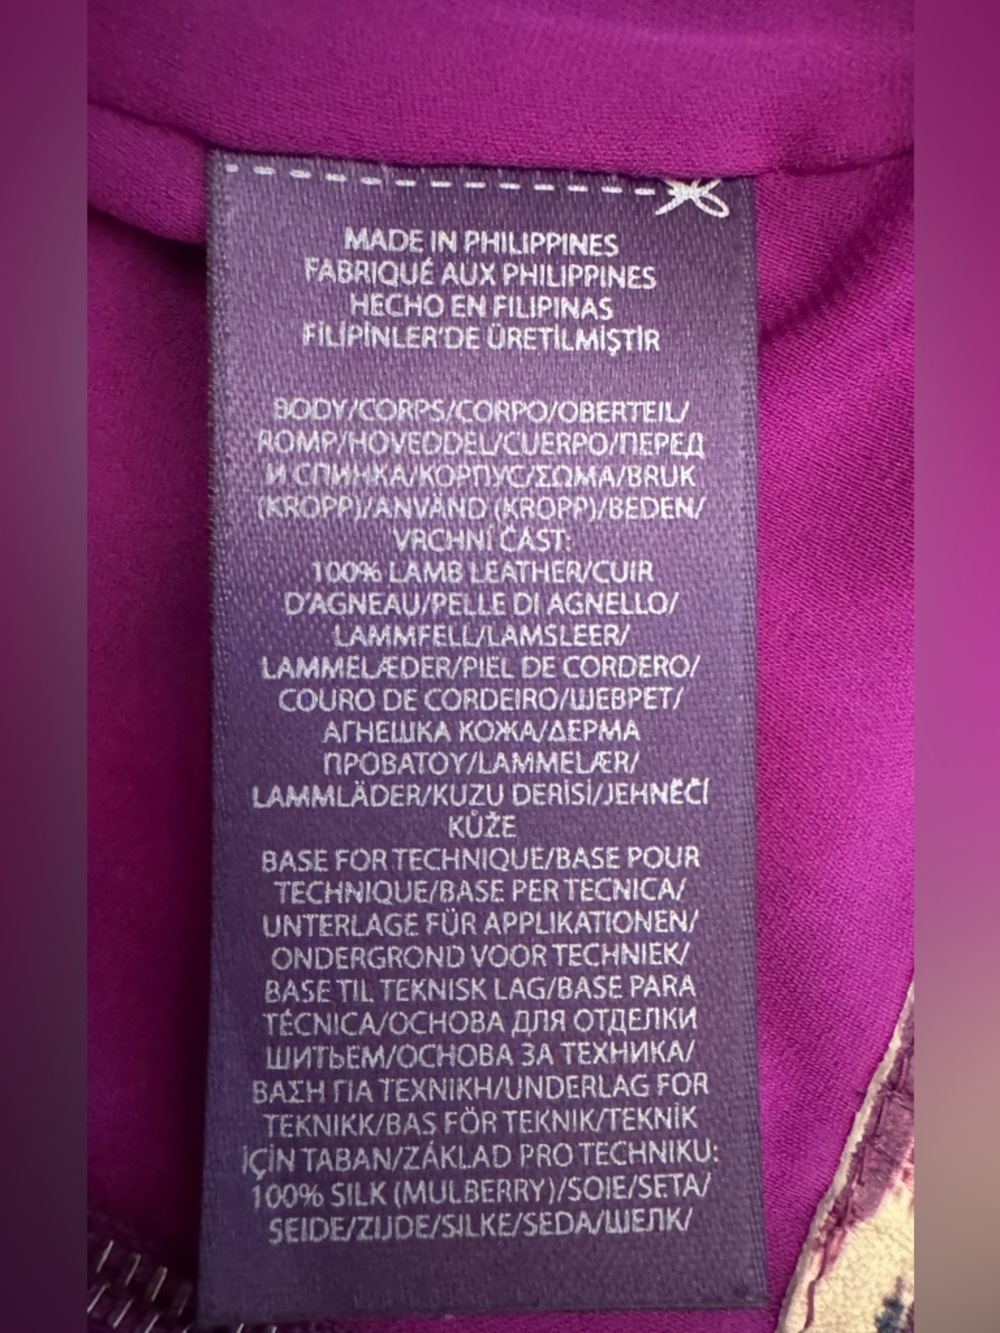 MADE IN PHILIPPINES
FABRIQUÉ AUX PHILIPPINES
HECHO EN FILIPINAS
FİLİPİNLER'DE ÜRETİLMİŞTİR
BODY/CORPS/CORPO/OBERTEIL/
ROMP/HOVEDDEL/CUERPO/ПЕРЕД
И СПИНКА/КОРПУС/ΣΩΜΑ/BRUK
(KROPP)/ANVÄND (KROPP)/BEDEN/
VRCHNÍ ČÁST:
100% LAMB LEATHER/CUIR
D'AGNEAU/PELLE DI AGNELLO/
LAMMFELL/LAMSLEER/
LAMMELÆDER/PIEL DE CORDERO/
COURO DE CORDEIRO/ШЕВРЕТ/
АГНЕШКА КОЖА/ΔΕΡΜΑ
ΠΡΟΒΑΤΟΥ/LAMMELÆR/
LAMMLÄDER/KUZU DERİSİ/JEHNĚČÍ
KŮŽE
BASE FOR TECHNIQUE/BASE POUR
TECHNIQUE/BASE PER TECNICA/
UNTERLAGE FÜR APPLIKATIONEN/
ONDERGROND VOOR TECHNIEK/
BASE TIL TEKNISK LAG/BASE PARA
TÉCNICA/ОСНОВА ДЛЯ ОТДЕЛКИ
ШИТЬЕМ/ОСНОВА ЗА ТЕХНИКА/
ΒΑΣΗ ΓΙΑ ΤΕΧΝΙΚΗ/UNDERLAG FOR
TEKNIKK/BAS FÖR TEKNIK/TEKNİK
İÇİN TABAN/ZÁKLAD PRO TECHNIKU:
100% SILK (MULBERRY)/SOIE/SETA/
SEIDE/ZIJDE/SILKE/SEDA/ШЕЛК/